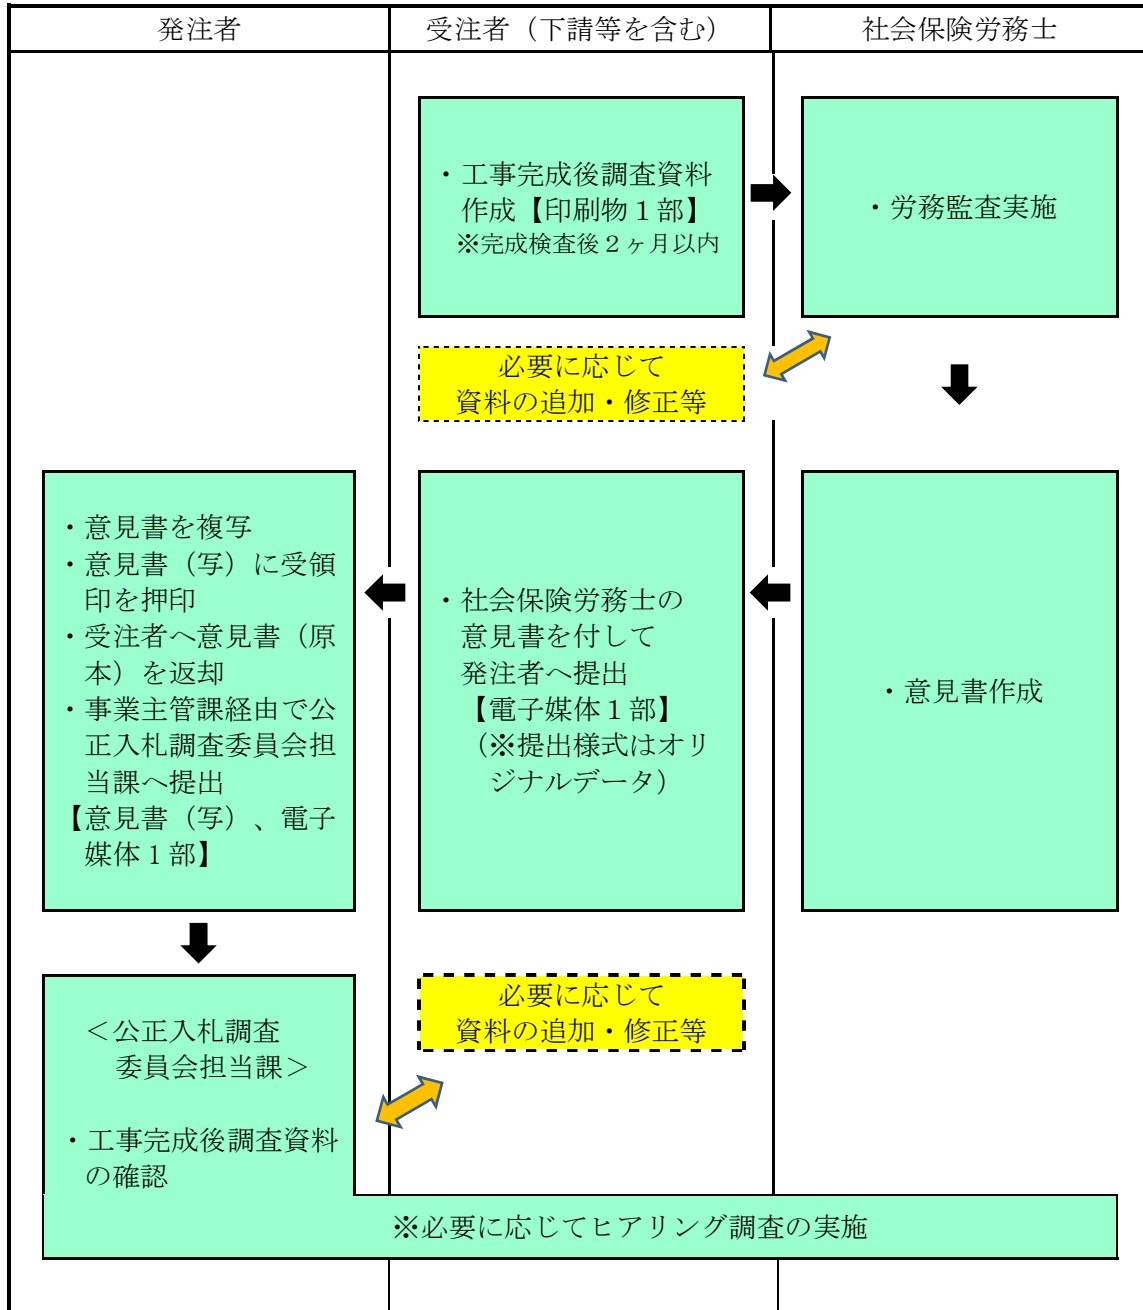 発注者
受注者（下請等を含む）
社会保険労務士
・工事完成後調査資料
作成【印刷物１部】
※完成検査後２ヶ月以内
・労務監査実施
必要に応じて
資料の追加・修正等
・意見書を複写
・意見書（写）に受領
印を押印
・受注者へ意見書（原
本）を返却
・事業主管課経由で公
正入札調査委員会担
当課へ提出
【意見書（写）、電子
媒体１部】
・社会保険労務士の
意見書を付して
発注者へ提出
【電子媒体１部】
（※提出様式はオリ
ジナルデータ）
・意見書作成
＜公正入札調査
委員会担当課＞
・工事完成後調査資料
の確認
必要に応じて
資料の追加・修正等
※必要に応じてヒアリング調査の実施